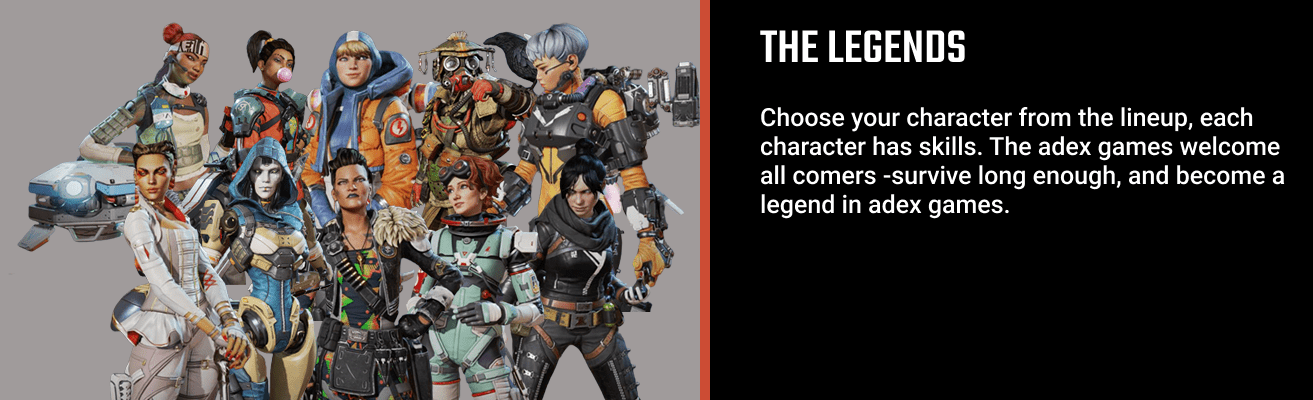 THE LEGENDS
Choose your character from the lineup, each
character has skills. The adex games welcome
all comers -survive long enough, and become a
legend in adex games.